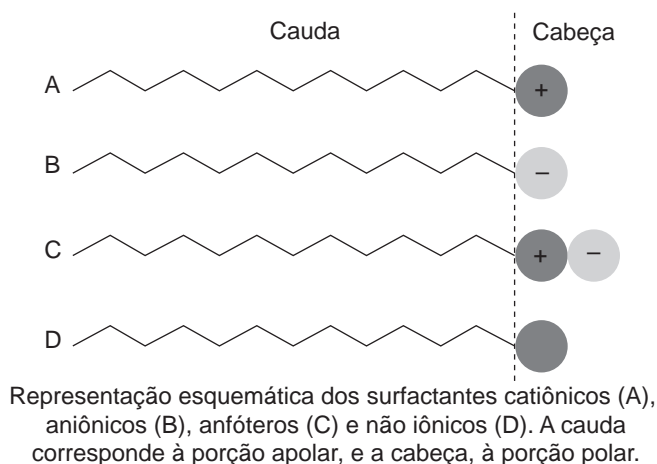 Cauda Cabeça
A +
B –
C + –
D
Representação esquemática dos surfactantes catiônicos (A),
aniônicos (B), anfóteros (C) e não iônicos (D). A cauda
corresponde à porção apolar, e a cabeça, à porção polar.